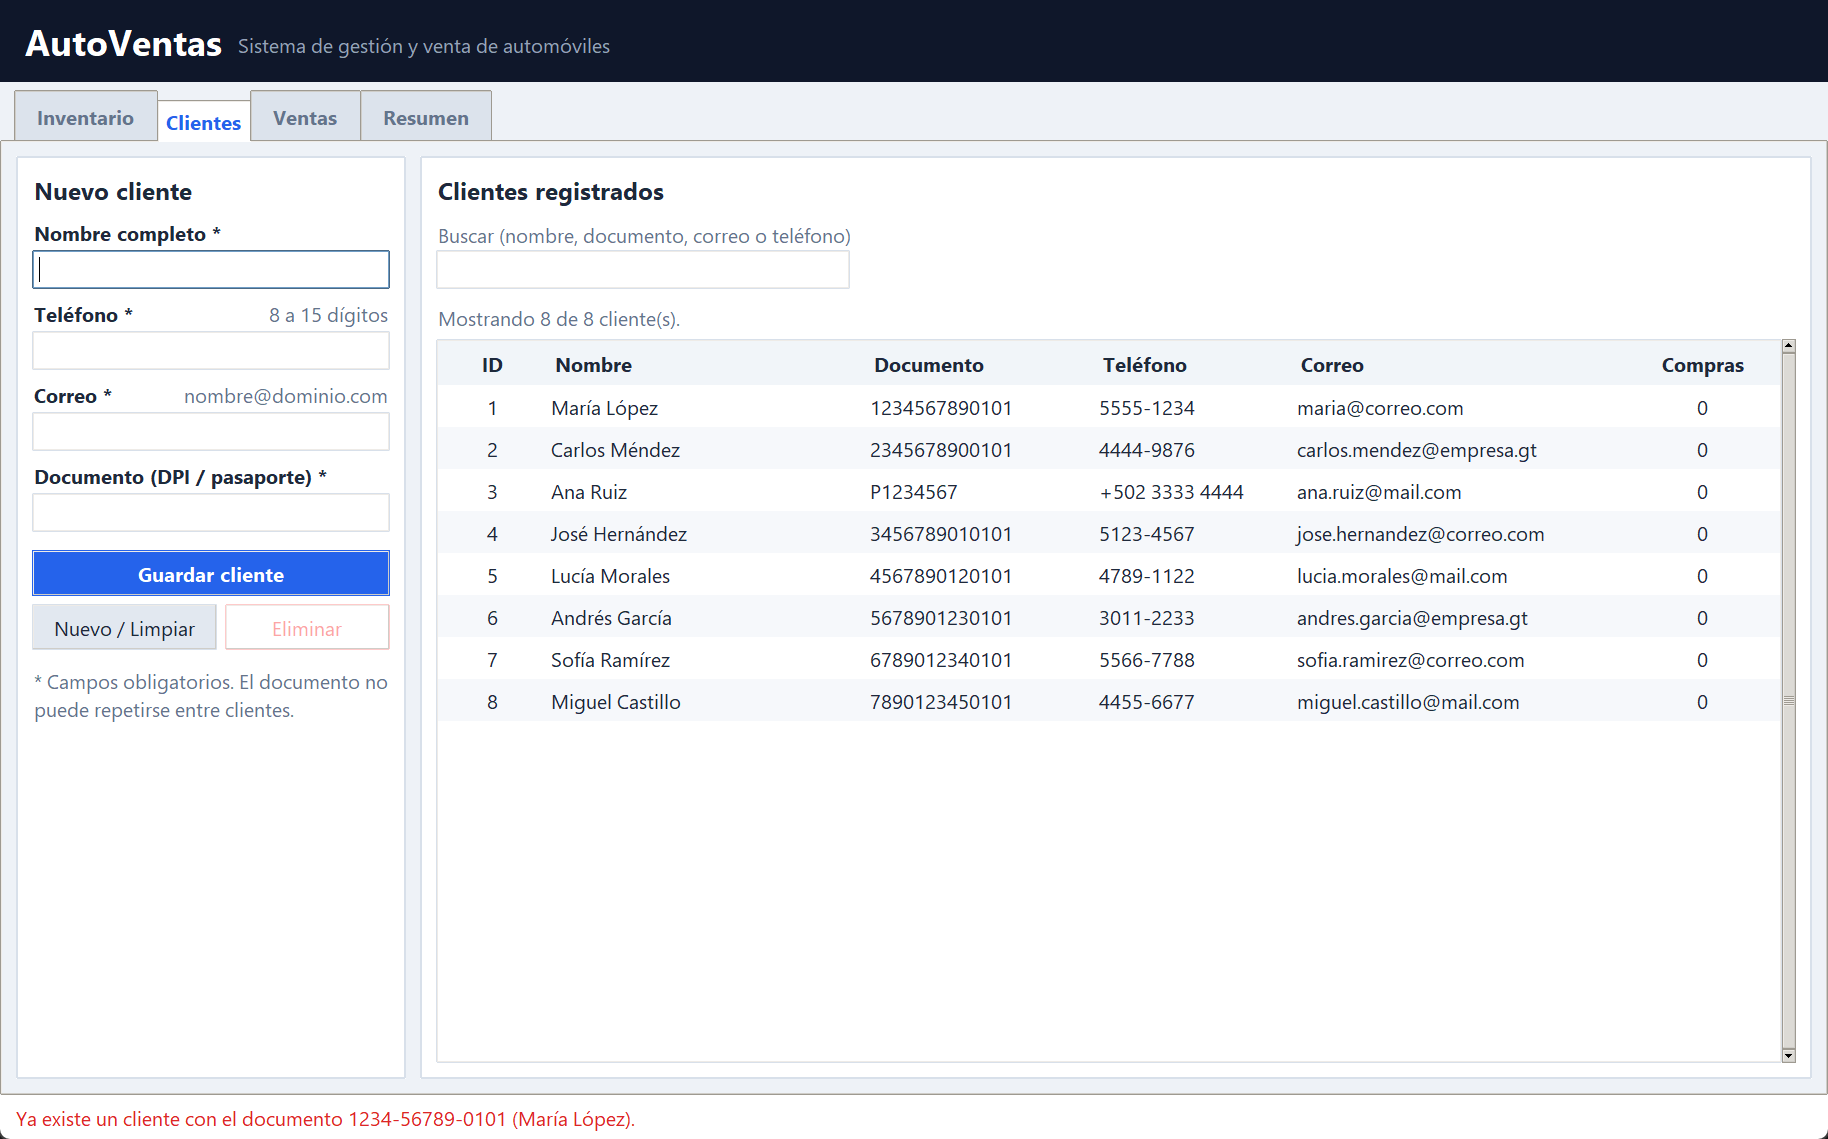 AutoVentas Sistema de gestión y venta de automóviles
Inventario Clientes Ventas Resumen
Nuevo cliente
Nombre completo *
Teléfono * 8 a 15 dígitos
Correo * nombre@dominio.com
Documento (DPI / pasaporte) *
Guardar cliente
Nuevo / Limpiar Eliminar
* Campos obligatorios. El documento no
puede repetirse entre clientes.
Clientes registrados
Buscar (nombre, documento, correo o teléfono)
Mostrando 8 de 8 cliente(s).
ID Nombre Documento Teléfono Correo Compras
1 María López 1234567890101 5555-1234 maria@correo.com 0
2 Carlos Méndez 2345678900101 4444-9876 carlos.mendez@empresa.gt 0
3 Ana Ruiz P1234567 +502 3333 4444 ana.ruiz@mail.com 0
4 José Hernández 3456789010101 5123-4567 jose.hernandez@correo.com 0
5 Lucía Morales 4567890120101 4789-1122 lucia.morales@mail.com 0
6 Andrés García 5678901230101 3011-2233 andres.garcia@empresa.gt 0
7 Sofía Ramírez 6789012340101 5566-7788 sofia.ramirez@correo.com 0
8 Miguel Castillo 7890123450101 4455-6677 miguel.castillo@mail.com 0
Ya existe un cliente con el documento 1234-56789-0101 (María López).